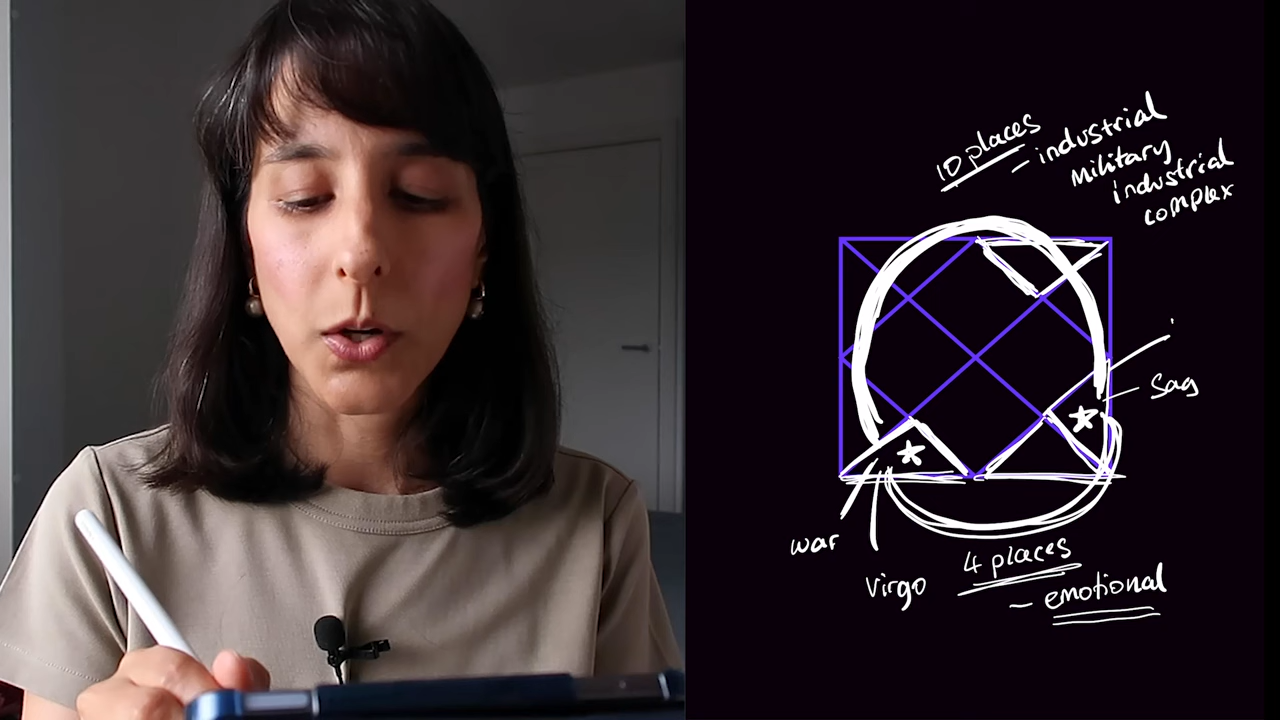 10 places
- industrial
military
industrial
complex
Sag
war
Virgo
4 places
- emotional